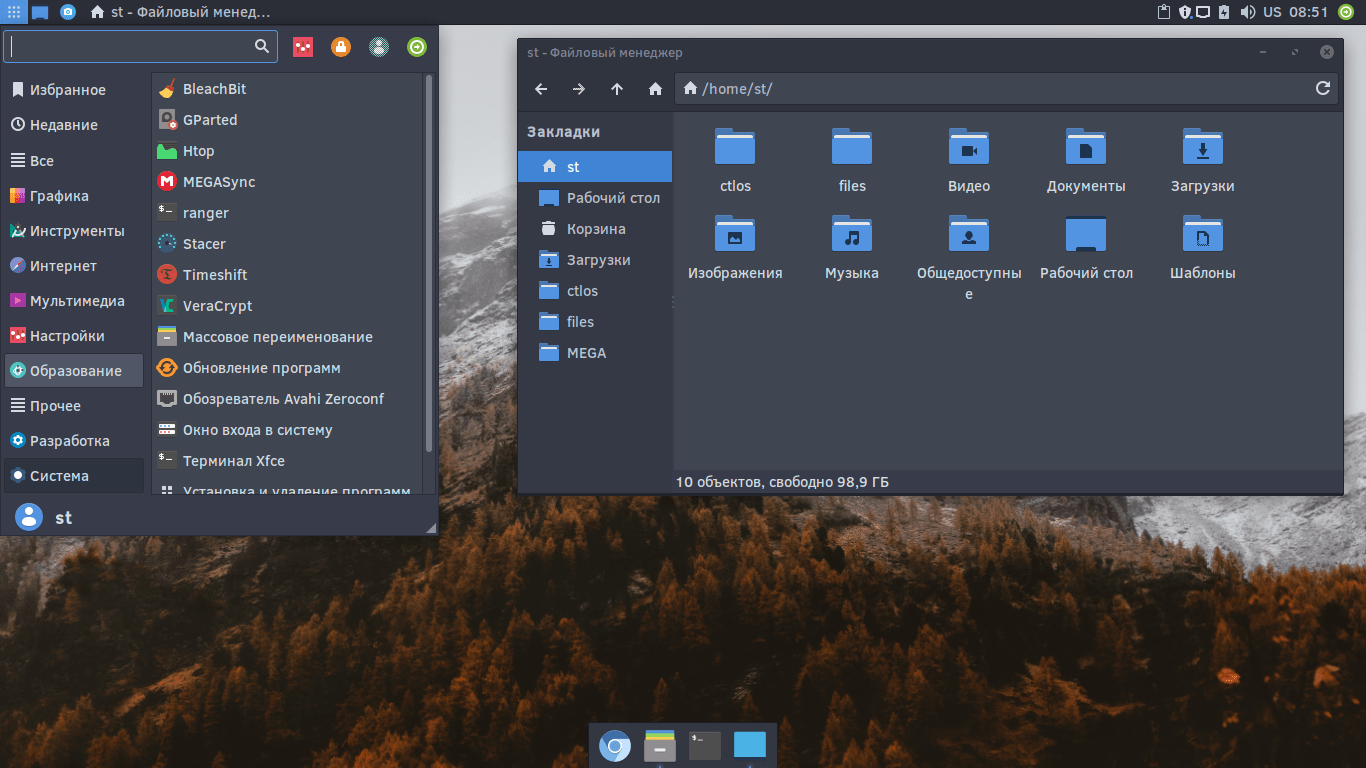 st - Файловый менед...
US 08:51
Избранное
Недавние
Все
Графика
Инструменты
Интернет
Мультимедиа
Настройки
Образование
Прочее
Разработка
Система
BleachBit
GParted
Htop
MEGASync
ranger
Stacer
Timeshift
VeraCrypt
Массовое переименование
Обновление программ
Обозреватель Avahi Zeroconf
Окно входа в систему
Терминал Xfce
Установка и удаление программ
st
st - Файловый менеджер
/home/st/
Закладки
st
Рабочий стол
Корзина
Загрузки
ctlos
files
MEGA
ctlos
files
Видео
Документы
Загрузки
Изображения
Музыка
Общедоступны
е
Рабочий стол
Шаблоны
10 объектов, свободно 98,9 ГБ